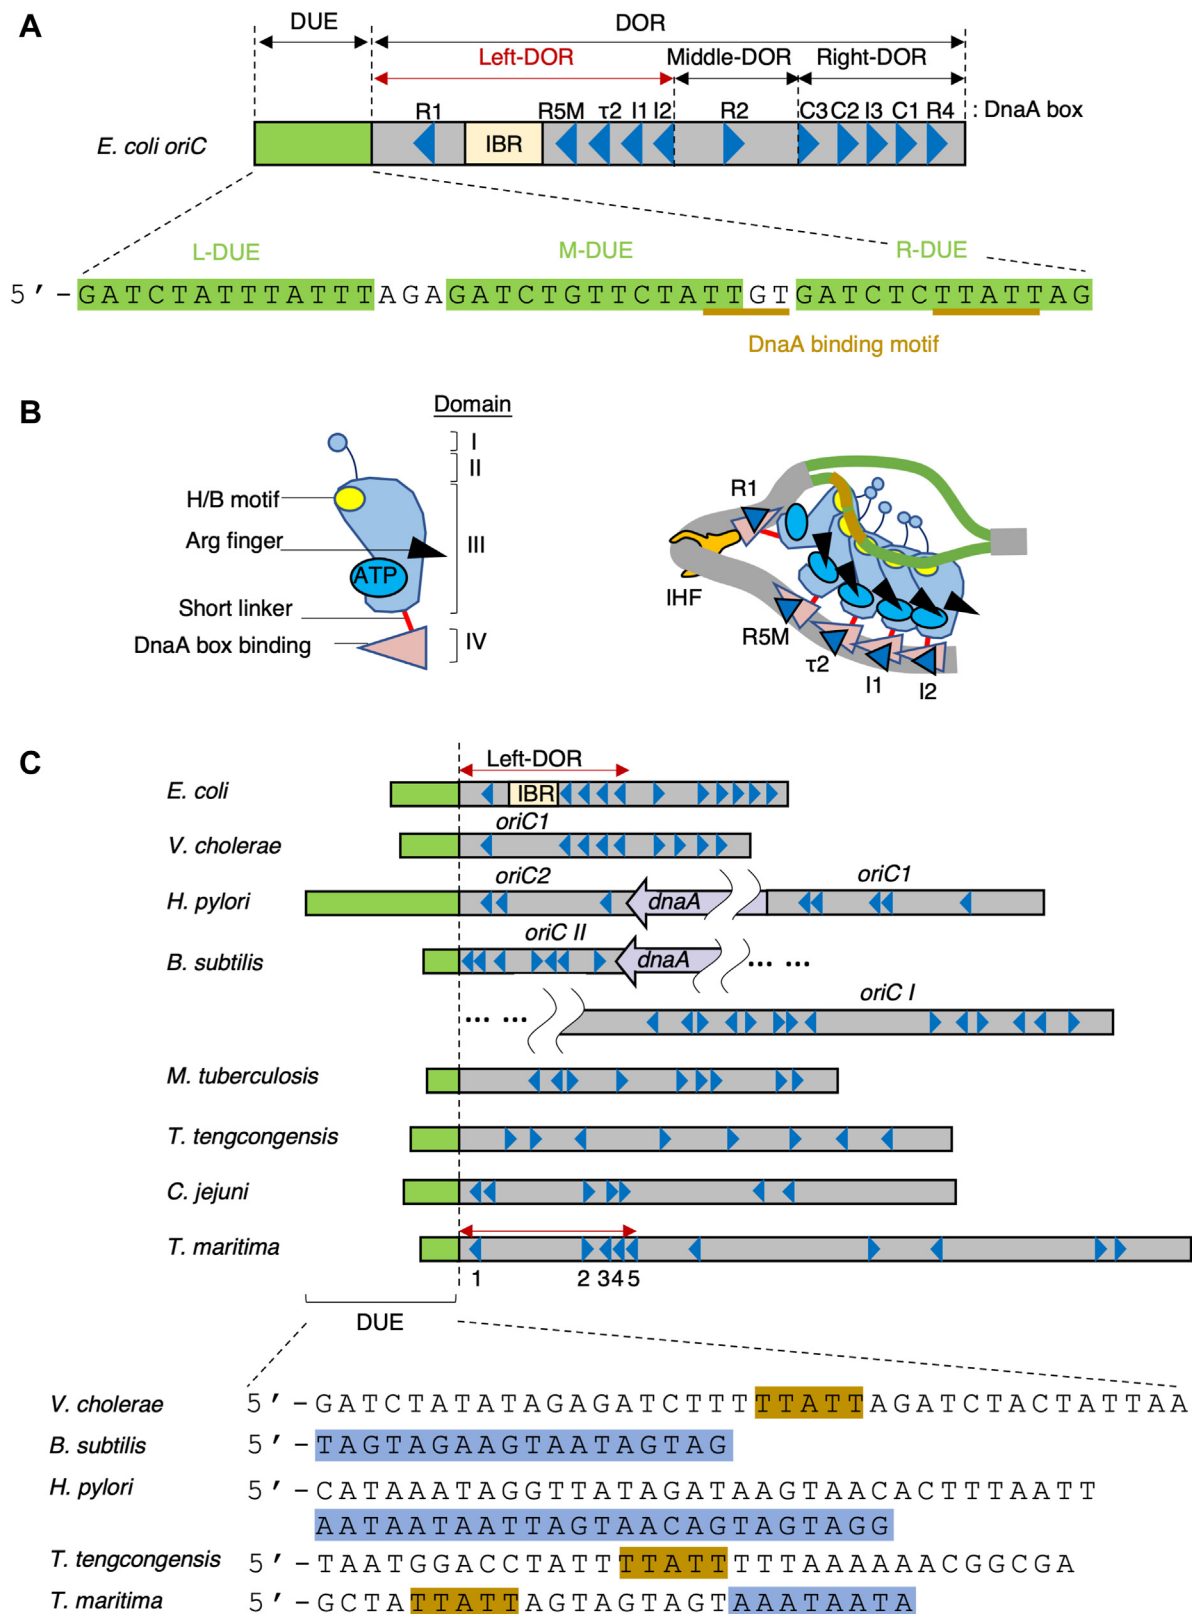 A
DUE
DOR
Left-DOR
Middle-DOR
Right-DOR
R1
R5M
τ2
I1
I2
R2
C3
C2
I3
C1
R4
: DnaA box
E. coli oriC
IBR
L-DUE
M-DUE
R-DUE
5′-GATCTATTTATTTAGAGATCTGTTCTATTGTGATCTCTTATTAG
DnaA binding motif
B
Domain
I
II
H/B motif
Arg finger
III
ATP
Short linker
DnaA box binding
IV
R1
IHF
R5M
τ2
I1
I2
C
Left-DOR
E. coli
IBR
oriC1
V. cholerae
oriC2
oriC1
H. pylori
dnaA
oriC II
B. subtilis
dnaA
... ...
oriC I
... ...
M. tuberculosis
T. tengcongensis
C. jejuni
T. maritima
1
2
3
4
5
DUE
V. cholerae 5′-GATCTATATAGAGATCTTTTTATTAGATCTACTATTAA
B. subtilis 5′-TAGTAGAAGTAATAGTAG
H. pylori 5′-CATAAATAGGTTATAGATAAGTAACACTTTAATT
AATAATAATTAGTAACAGTAGTAGG
T. tengcongensis 5′-TAATGGACCTATTTTATTTTTAAAAAACGGCGA
T. maritima 5′-GCTATTATTAGTAGTAGTAAATAATA